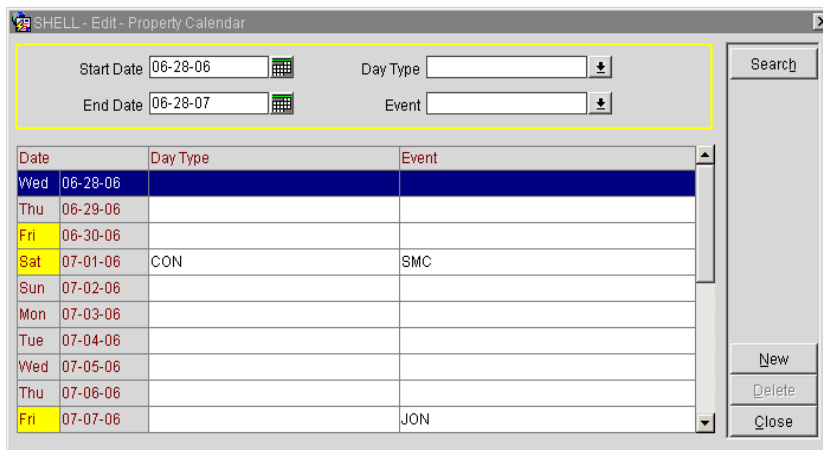 SHELL - Edit - Property Calendar
Start Date 06-28-06 Day Type
End Date 06-28-07 Event
Search
Date Day Type Event
Wed 06-28-06
Thu 06-29-06
Fri 06-30-06
Sat 07-01-06 CON SMC
Sun 07-02-06
Mon 07-03-06
Tue 07-04-06
Wed 07-05-06
Thu 07-06-06
Fri 07-07-06 JON
New
Delete
Close